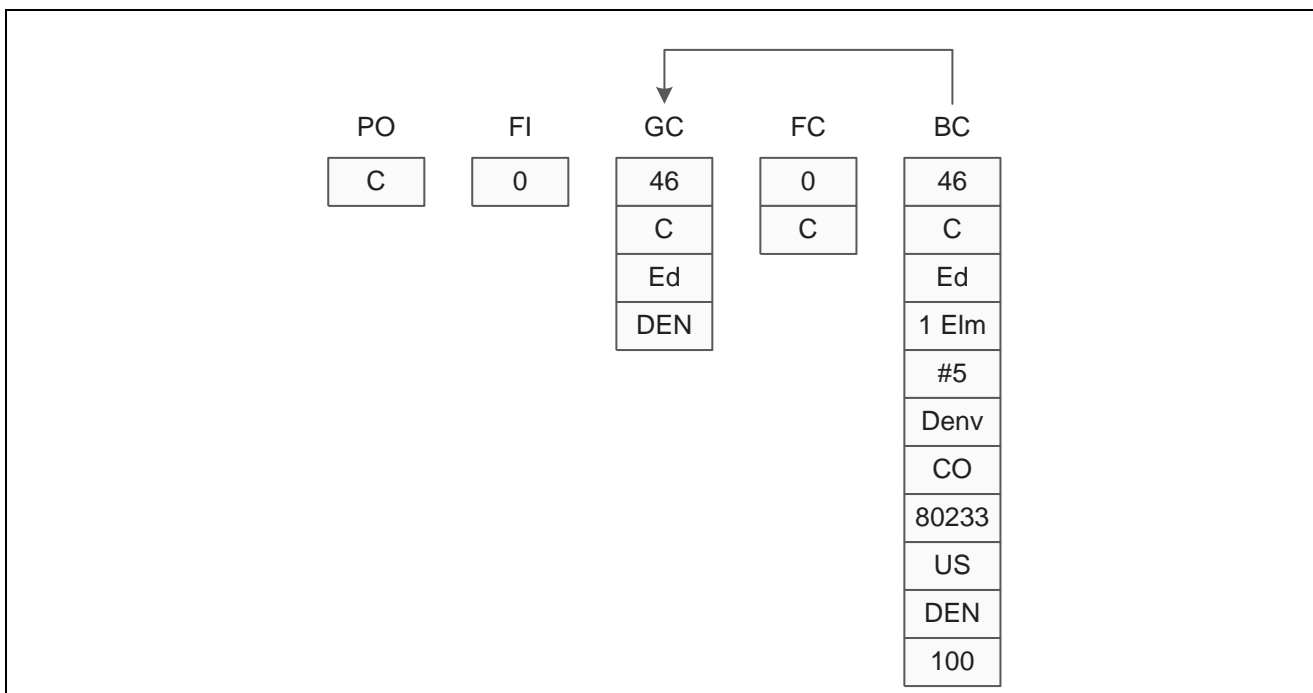 PO FI GC FC BC
C 0 46 0 46
C C C
Ed Ed
DEN 1 Elm
#5
Denv
CO
80233
US
DEN
100